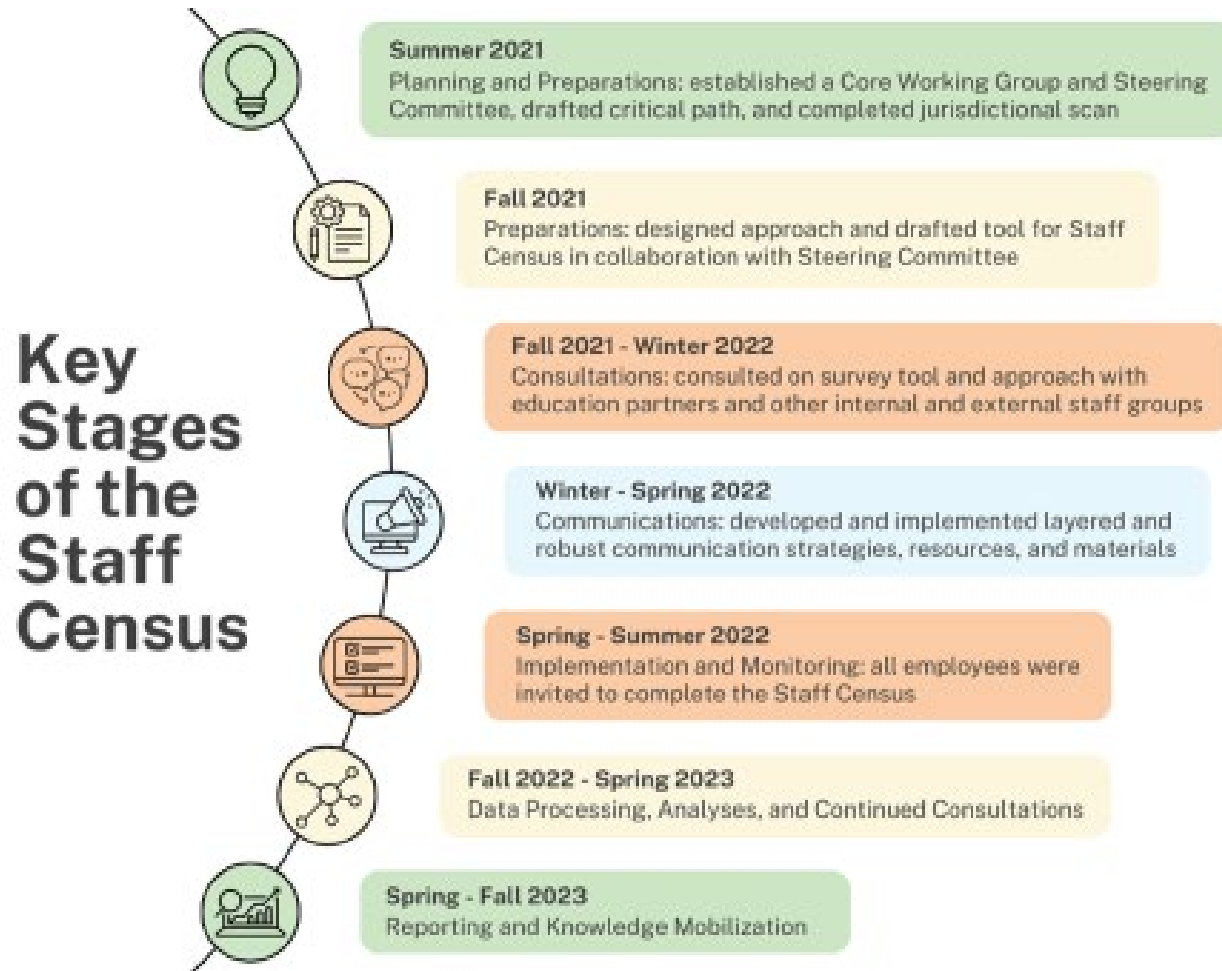 Key
Stages
of the
Staff
Census
Summer 2021
Planning and Preparations: established a Core Working Group and Steering
Committee, drafted critical path, and completed jurisdictional scan
Fall 2021
Preparations: designed approach and drafted tool for Staff
Census in collaboration with Steering Committee
Fall 2021 - Winter 2022
Consultations: consulted on survey tool and approach with
education partners and other internal and external staff groups
Winter - Spring 2022
Communications: developed and implemented layered and
robust communication strategies, resources, and materials
Spring - Summer 2022
Implementation and Monitoring: all employees were
invited to complete the Staff Census
Fall 2022 - Spring 2023
Data Processing, Analyses, and Continued Consultations
Spring - Fall 2023
Reporting and Knowledge Mobilization